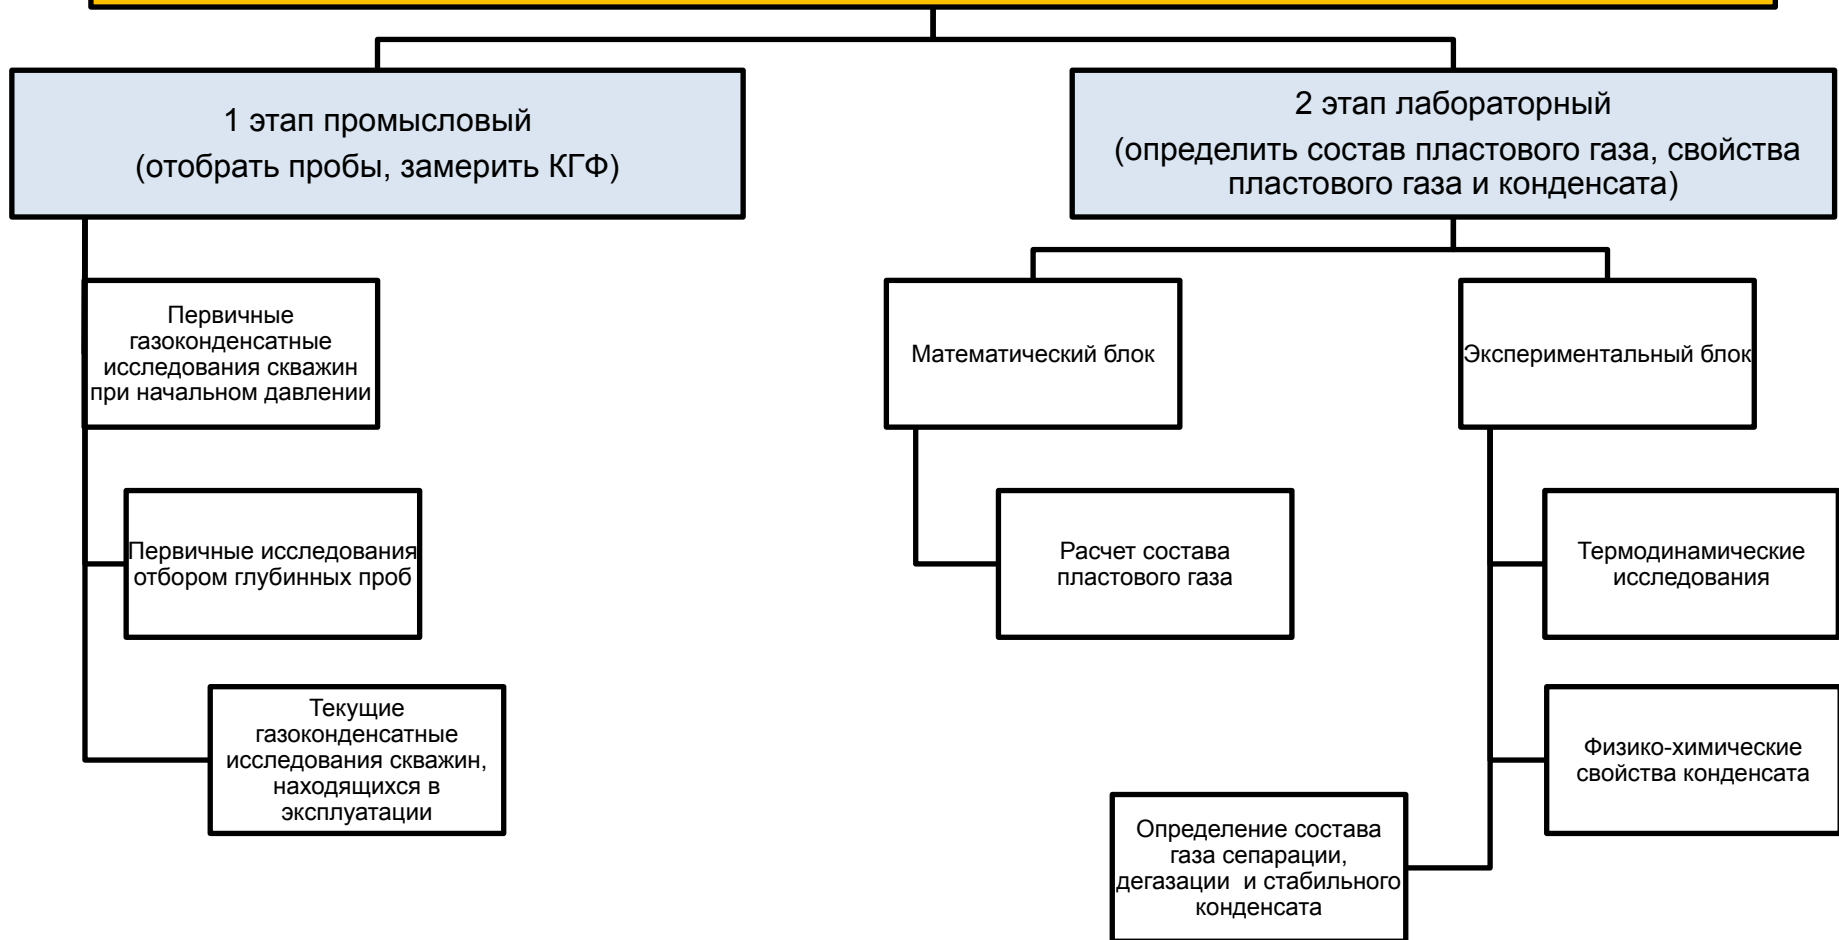 1 этап промысловый
(отобрать пробы, замерить КГФ)
2 этап лабораторный
(определить состав пластового газа, свойства
пластового газа и конденсата)
Первичные
газоконденсатные
исследования скважин
при начальном давлении
Математический блок
Экспериментальный блок
Первичные исследования
отбором глубинных проб
Расчет состава
пластового газа
Термодинамические
исследования
Текущие
газоконденсатные
исследования скважин,
находящихся в
эксплуатации
Физико-химические
свойства конденсата
Определение состава
газа сепарации,
дегазации и стабильного
конденсата